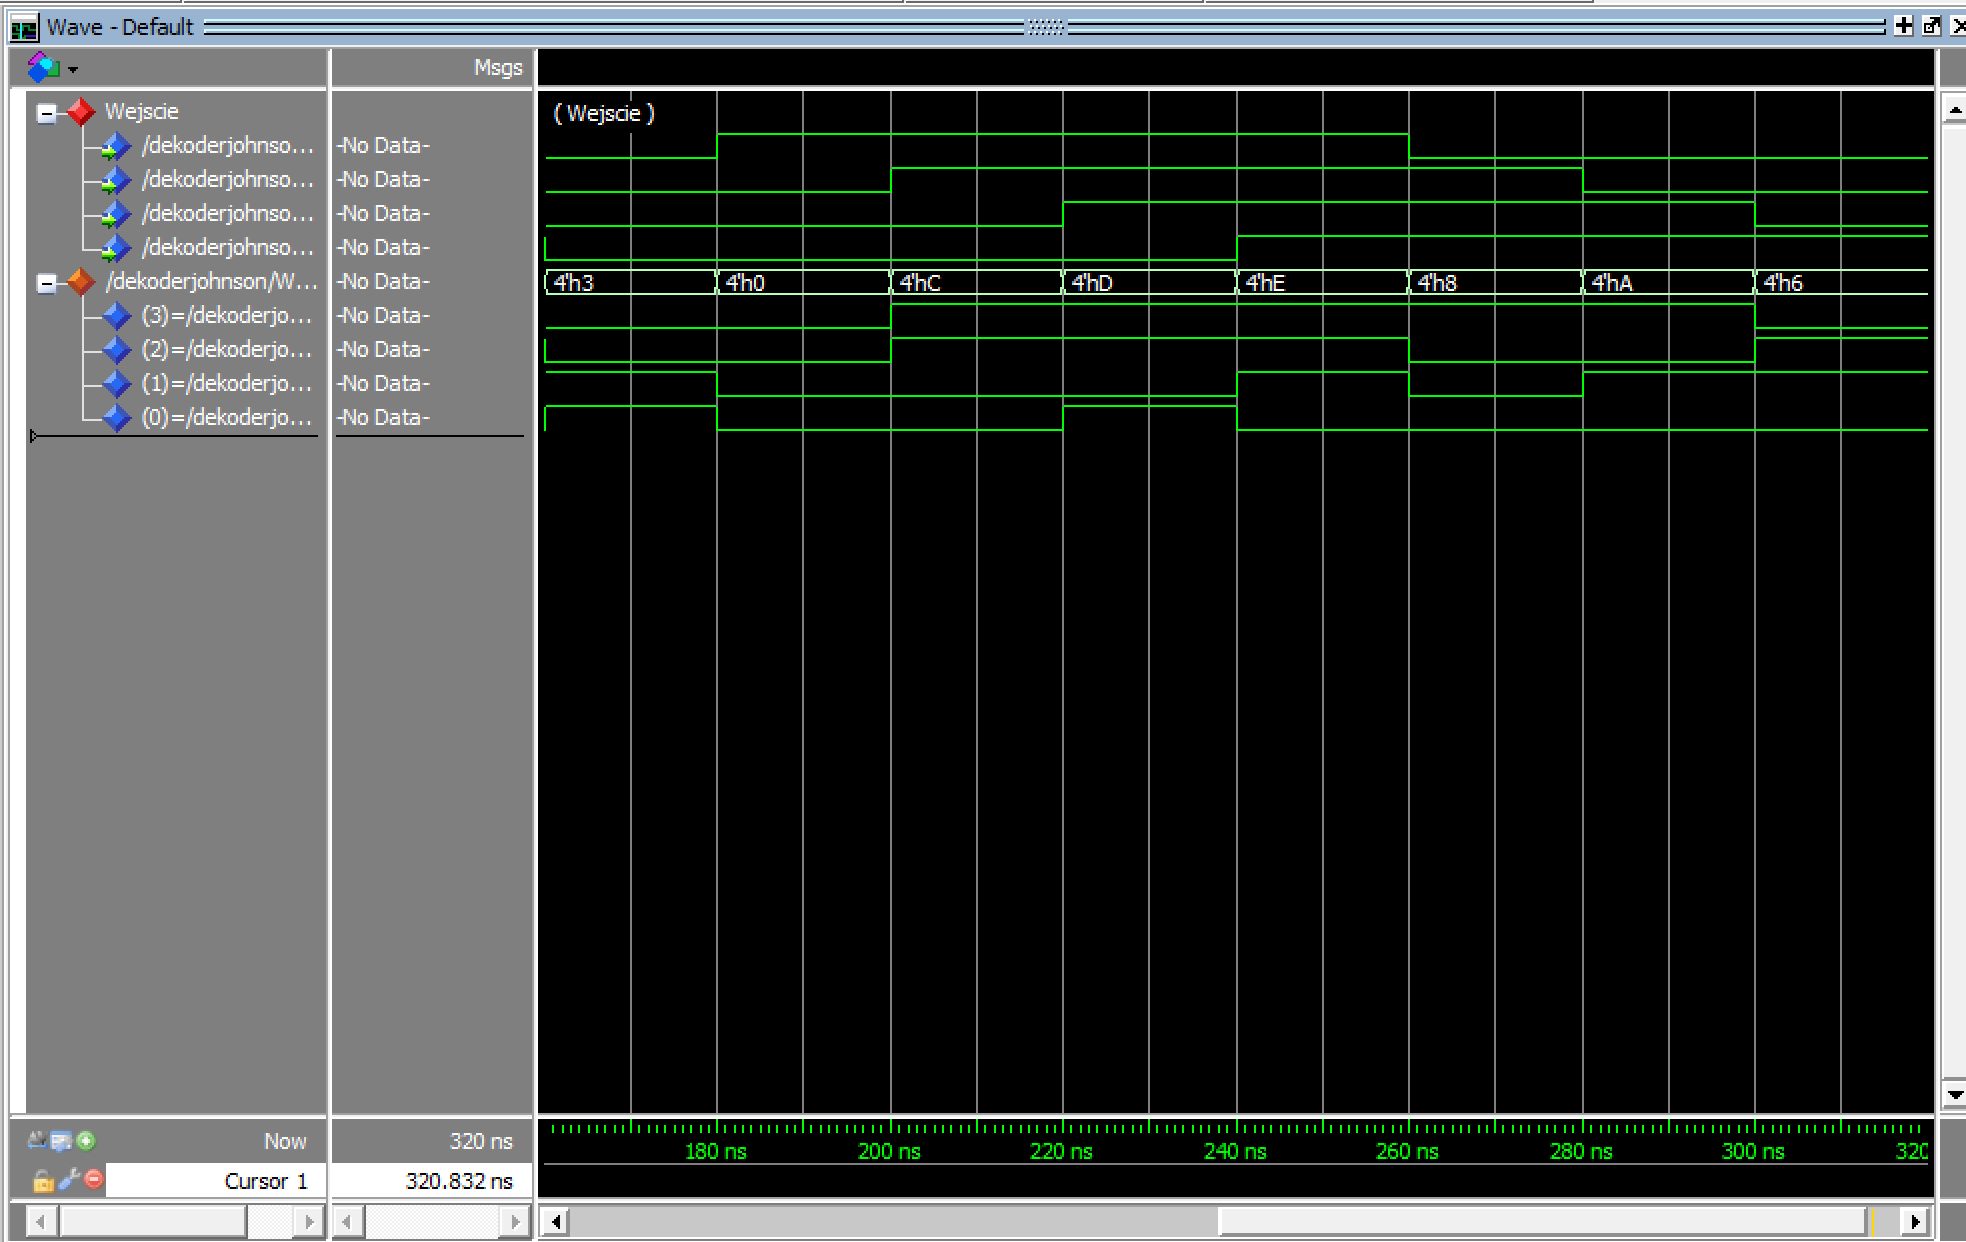 Wave - Default
Msgs
Wejscie
( Wejscie )
/dekoderjohnso... -No Data-
/dekoderjohnso... -No Data-
/dekoderjohnso... -No Data-
/dekoderjohnso... -No Data-
/dekoderjohnson/W... -No Data- 4'h3 4'h0 4'hC 4'hD 4'hE 4'h8 4'hA 4'h6
(3)=/dekoderjo... -No Data-
(2)=/dekoderjo... -No Data-
(1)=/dekoderjo... -No Data-
(0)=/dekoderjo... -No Data-
Now 320 ns
180 ns 200 ns 220 ns 240 ns 260 ns 280 ns 300 ns 320
Cursor 1 320.832 ns